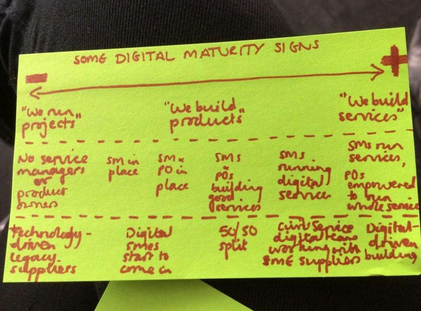 SOME DIGITAL MATURITY SIGNS
- +
"We run
projects"
"We build
products"
"We build
services"
No service
managers
or
product
owners
SM in
place
SM +
PO in
place
SMs
+
POs
building
good
services
SMs
running
digital
service
SMs run
services,
POs
empowered
to run
whole service
Technology-
driven
legacy
suppliers
Digital
SMEs
start to
come in
50/50
split
Civil Service
digital teams
working with
SME suppliers
Digital-
driven
building